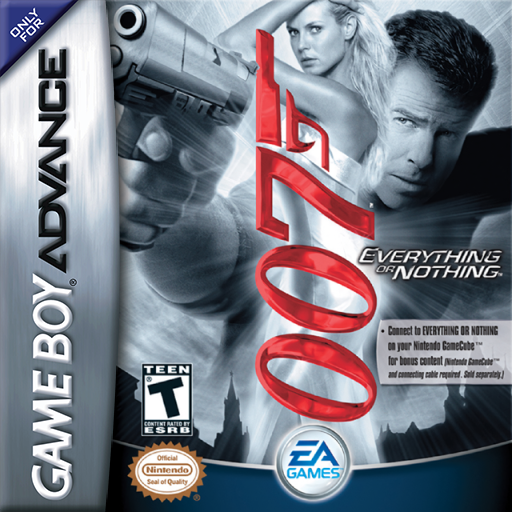 ONLY
FOR
GAME BOY ADVANCE
007
EVERYTHING
OR NOTHING
• Connect to EVERYTHING OR NOTHING
on your Nintendo GameCube™
for bonus content [Nintendo GameCube™
and connecting cable required. Sold separately.]
TEEN
T
CONTENT RATED BY
ESRB
Official
Nintendo
Seal of Quality
EA
GAMES